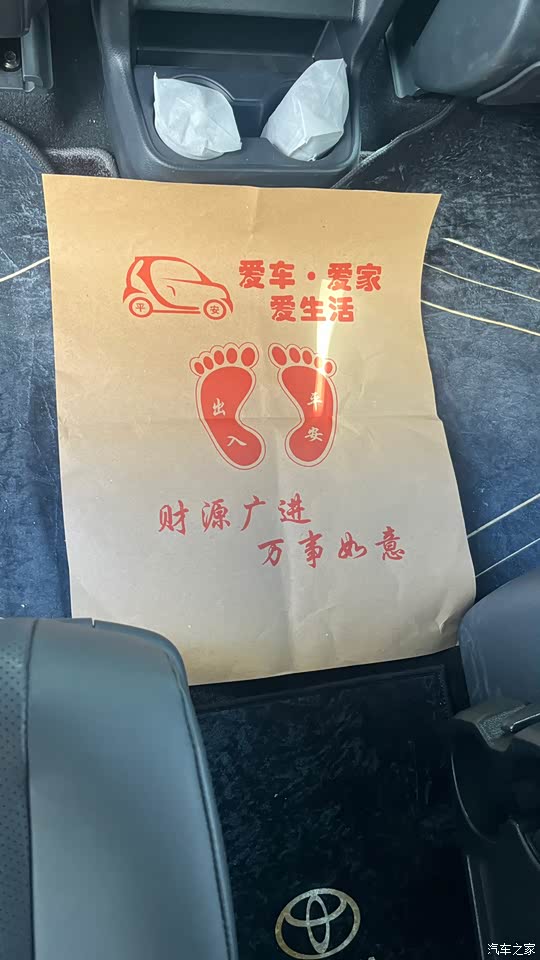 爱车·爱家
爱生活
平 安
出入 平安
财源广进
万事如意
汽车之家